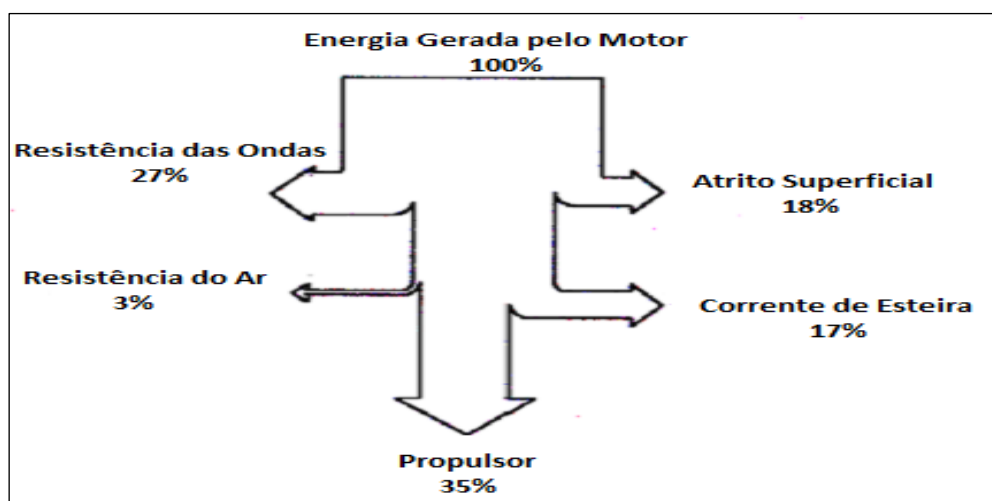 Energia Gerada pelo Motor
100%
Resistência das Ondas
27%
Atrito Superficial
18%
Resistência do Ar
3%
Corrente de Esteira
17%
Propulsor
35%